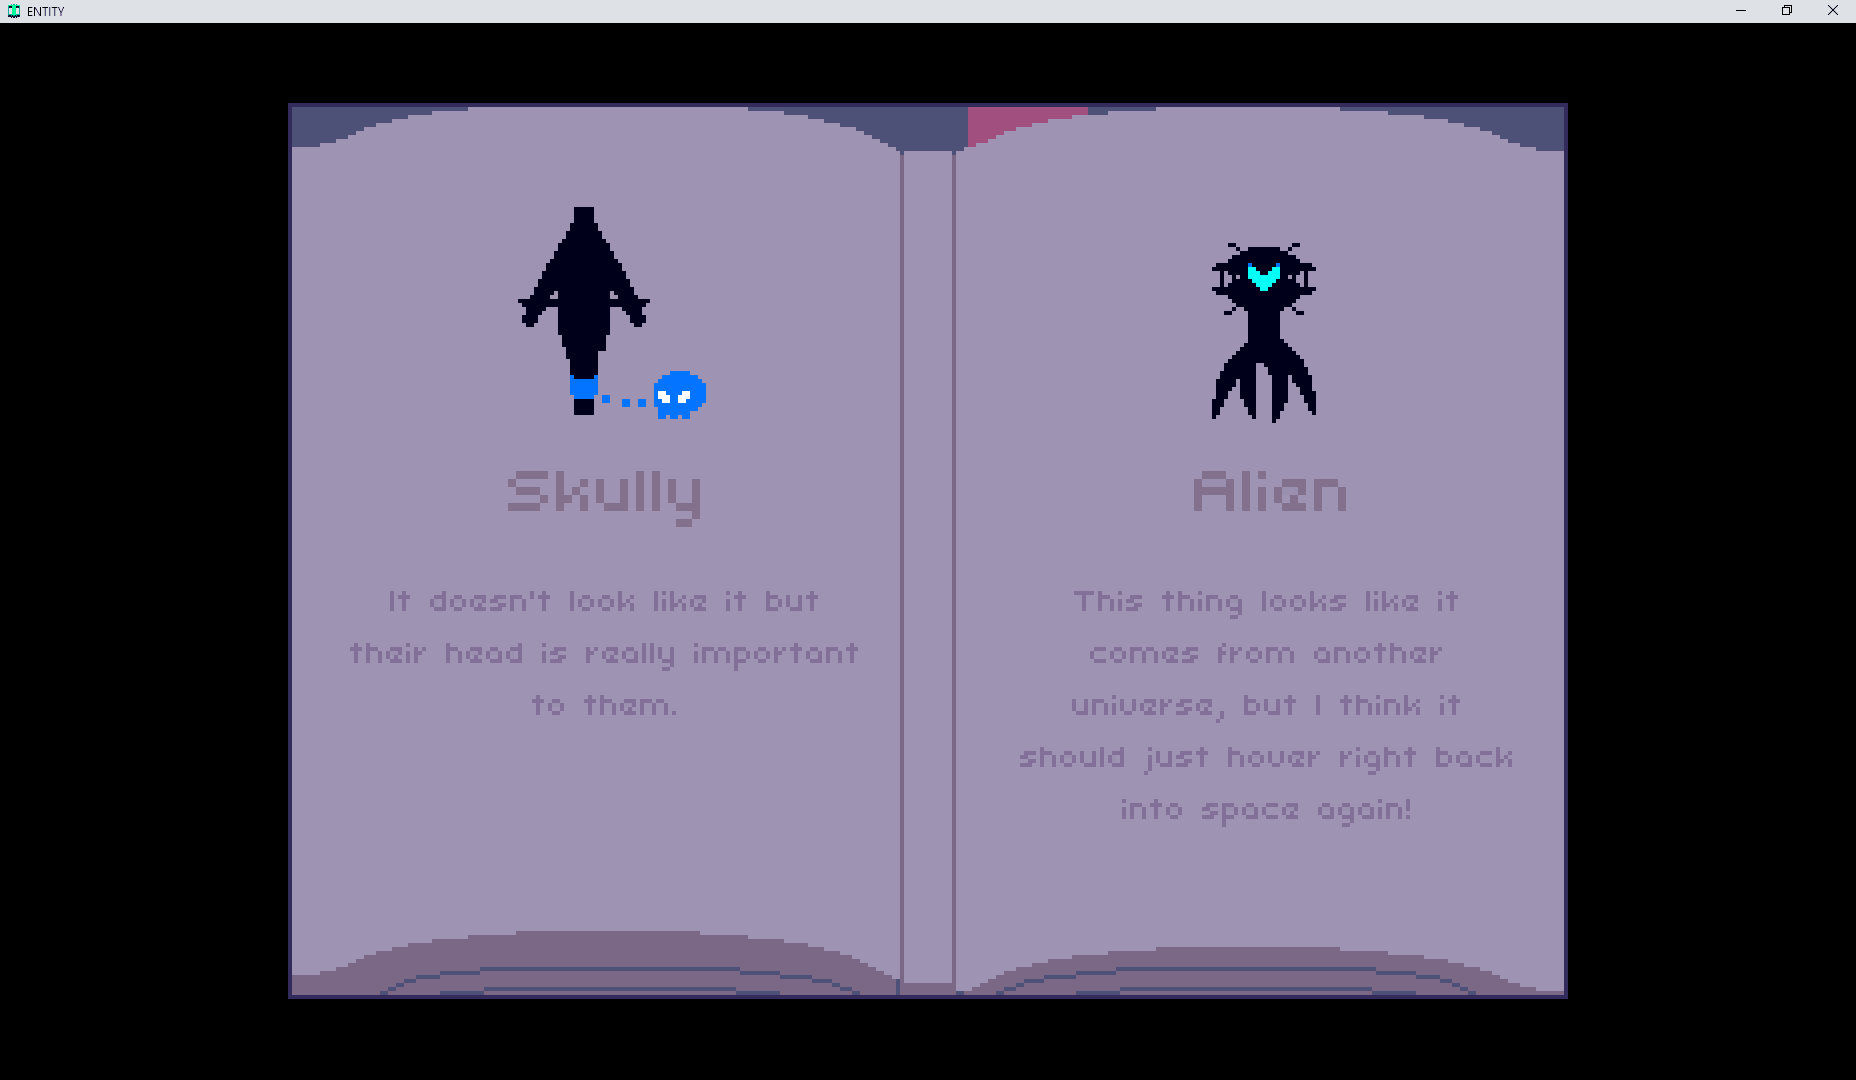 ENTITY
Skully
It doesn't look like it but
their head is really important
to them.
Alien
This thing looks like it
comes from another
universe, but I think it
should just hover right back
into space again!